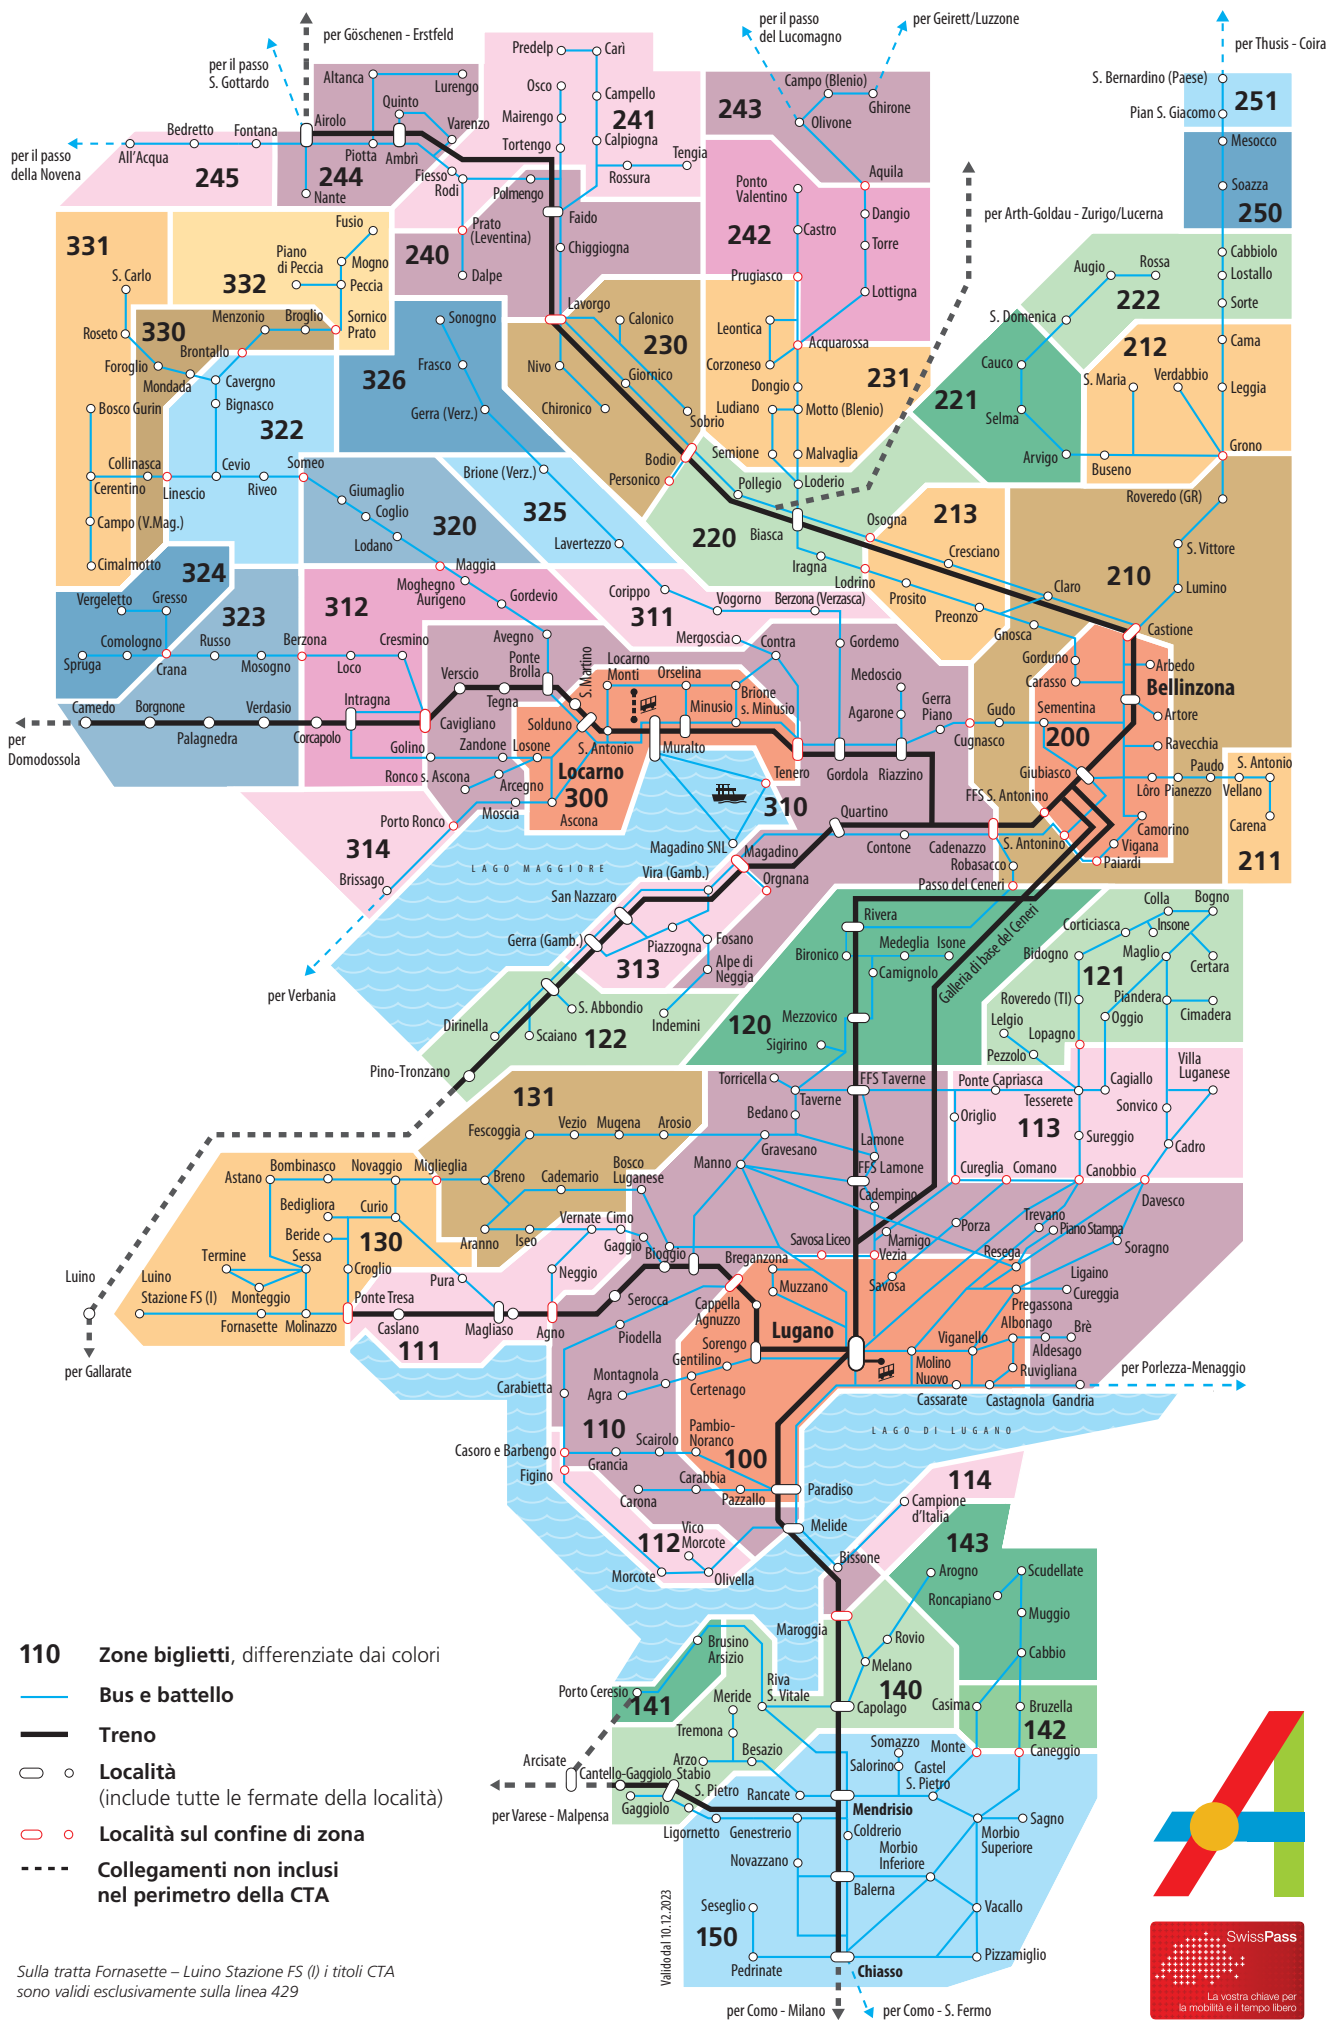 per Göschenen - Erstfeld
per il passo
S. Gottardo
per il passo
della Novena
per il passo
del Lucomagno
per Geirett/Luzzone
per Thusis - Coira
per Arth-Goldau - Zurigo/Lucerna
Predelp
Carì
Altanca
Lurengo
Osco
Campello
Quinto
Mairengo
241
Airolo
Varenzo
Calpiogna
Bedretto
Fontana
Tortengo
Tengia
All'Acqua
Piotta
Ambrì
Rossura
245
244
Fiesso
Rodi
Polmengo
Nante
Faido
Prato
(Leventina)
Chiggiogna
240
Dalpe
Campo (Blenio)
243
Ghirone
Olivone
Aquila
Ponto
Valentino
Dangio
Castro
242
Torre
Prugiasco
Lottigna
S. Bernardino (Paese)
251
Pian S. Giacomo
Mesocco
Soazza
250
Cabbiolo
Lostallo
Sorte
Cama
Leggia
Grono
Roveredo (GR)
S. Vittore
Lumino
Augio
Rossa
222
S. Domenica
212
Cauco
S. Maria
Verdabbio
221
Selma
Arvigo
Buseno
331
S. Carlo
Fusio
Piano
di Peccia
Mogno
332
Peccia
Menzonio
Broglio
Sornico
Prato
330
Roseto
Brontallo
Foroglio
Mondada
Cavergno
Bosco Gurin
Bignasco
322
Collinasca
Cevio
Someo
Cerentino
Linescio
Riveo
Campo (V.Mag.)
Cimalmotto
Sonogno
Frasco
326
Gerra (Verz.)
Brione (Verz.)
325
Lavertezzo
Giumaglio
Coglio
Lodano
320
Maggia
Moghegno
Aurigeno
Gordevio
Lavorgo
Calonico
230
Nivo
Giornico
Chironico
Sobrio
Bodio
Personico
Leontica
Acquarossa
Corzoneso
Dongio
231
Ludiano
Motto (Blenio)
Semione
Malvaglia
Pollegio
Loderio
Biasca
220
Iragna
Lodrino
Osogna
213
Cresciano
Prosito
Preonzo
Claro
210
Gnosca
Castione
Gorduno
Arbedo
Carasso
Bellinzona
Artore
Sementina
200
Ravecchia
Giubiasco
Paudo
S. Antonio
Lôro
Pianezzo
Vellano
Carena
211
Camorino
Vigana
Paiardi
S. Antonino
FFS S. Antonino
324
Vergeletto
Gresso
323
Comologno
Spruga
Crana
Russo
Mosogno
Berzona
312
Cresmino
Loco
Camedo
Borgnone
Verdasio
Palagnedra
Corcapolo
Intragna
per
Domodossola
Cavigliano
Golino
Verscio
Tegna
Avegno
Ponte
Brolla
S. Martino
Solduno
Zandone
Losone
Ronco s. Ascona
Arcegno
Moscia
Ascona
Locarno
300
Locarno
Monti
Orselina
Minusio
Brione
s. Minusio
S. Antonio
Muralto
Tenero
310
Corippo
Vogorno
Berzona (Verzasca)
311
Mergoscia
Contra
Gordemo
Medoscio
Agarone
Gerra
Piano
Gudo
Cugnasco
Gordola
Riazzino
Quartino
Contone
Cadenazzo
Robasacco
Passo del Ceneri
Porto Ronco
314
Brissago
per Verbania
LAGO MAGGIORE
Magadino SNL
Magadino
Vira (Gamb.)
Orgnana
San Nazzaro
Gerra (Gamb.)
Piazzogna
Fosano
313
Alpe di
Neggia
Indemini
S. Abbondio
Dirinella
Scaiano
122
Pino-Tronzano
Rivera
Bironico
Medeglia
Isone
Camignolo
Galleria di base del Ceneri
120
Mezzovico
Sigirino
Colla
Bogno
Corticiasca
Insone
Bidogno
Maglio
Certara
121
Roveredo (TI)
Piandera
Lelgio
Oggio
Cimadera
Lopagno
Pezzolo
Villa
Luganese
Torricella
FFS Taverne
Ponte Capriasca
Cagiallo
Taverne
Tesserete
Sonvico
Bedano
Origlio
113
Sureggio
Gravesano
Lamone
Cadro
Manno
FFS Lamone
Cureglia
Comano
Canobbio
Cadempino
Davesco
131
Fescoggia
Vezio
Mugena
Arosio
Bombinasco
Novaggio
Miglieglia
Astano
Breno
Cademario
Bosco
Luganese
Bedigliora
Curio
Beride
130
Aranno
Iseo
Vernate
Cimo
Gaggio
Termine
Sessa
Croglio
Luino
Luino
Stazione FS (I)
Monteggio
Pura
Neggio
Bioggio
Fornasette
Molinazzo
Ponte Tresa
Caslano
Magliaso
Agno
111
Serocca
per Gallarate
Savosa Liceo
Breganzona
Vezia
Marnigo
Porza
Trevano
Piano Stampa
Soragno
Resega
Muzzano
Savosa
Ligaino
Cureggia
Cappella
Agnuzzo
Pregassona
Piodella
Sorengo
Lugano
Viganello
Albonago
Brè
Aldesago
Gentilino
Molino
Nuovo
Ruvigliana
Montagnola
Certenago
Agra
Cassarate
Castagnola
Gandria
per Porlezza-Menaggio
Carabietta
LAGO DI LUGANO
110
Pambio-
Noranco
100
Casoro e Barbengo
Scairolo
Grancia
Figino
Carabbia
Paradiso
Carona
Pazzallo
Melide
112
Vico
Morcote
Morcote
Olivella
Bissone
114
Campione
d'Italia
143
Arogno
Scudellate
Roncapiano
Muggio
Maroggia
Rovio
Cabbio
Melano
140
Brusino
Arsizio
Riva
S. Vitale
Porto Ceresio
141
Meride
Capolago
Casima
Bruzella
142
Tremona
Arzo
Besazio
Somazzo
Monte
Caneggio
Arcisate
Cantello-Gaggiolo
Stabio
Salorino
Castel
S. Pietro
S. Pietro
Rancate
Mendrisio
per Varese - Malpensa
Gaggiolo
Ligornetto
Genestrerio
Coldrerio
Sagno
Morbio
Superiore
Morbio
Inferiore
Novazzano
Balerna
Seseglio
Vacallo
150
Pedrinate
Chiasso
Pizzamiglio
per Como - Milano
per Como - S. Fermo
Valido dal 10.12.2023
110 Zone biglietti, differenziate dai colori
Bus e battello
Treno
Località
(include tutte le fermate della località)
Località sul confine di zona
Collegamenti non inclusi
nel perimetro della CTA
Sulla tratta Fornasette – Luino Stazione FS (I) i titoli CTA
sono validi esclusivamente sulla linea 429
SwissPass
La vostra chiave per
la mobilità e il tempo libero